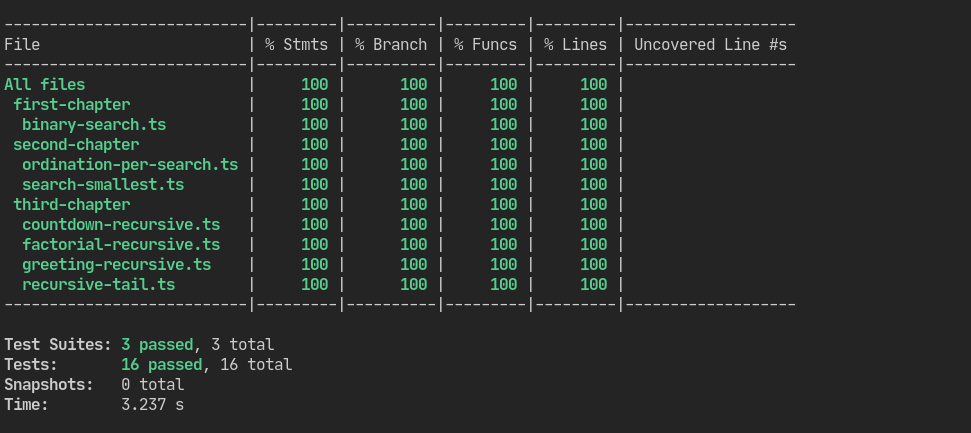 ---------------------------|---------|----------|---------|---------|-------------------
File                       | % Stmts | % Branch | % Funcs | % Lines | Uncovered Line #s
---------------------------|---------|----------|---------|---------|-------------------
All files                  |     100 |      100 |     100 |     100 |
 first-chapter             |     100 |      100 |     100 |     100 |
  binary-search.ts         |     100 |      100 |     100 |     100 |
 second-chapter            |     100 |      100 |     100 |     100 |
  ordination-per-search.ts |     100 |      100 |     100 |     100 |
  search-smallest.ts       |     100 |      100 |     100 |     100 |
 third-chapter             |     100 |      100 |     100 |     100 |
  countdown-recursive.ts   |     100 |      100 |     100 |     100 |
  factorial-recursive.ts   |     100 |      100 |     100 |     100 |
  greeting-recursive.ts    |     100 |      100 |     100 |     100 |
  recursive-tail.ts        |     100 |      100 |     100 |     100 |
---------------------------|---------|----------|---------|---------|-------------------
Test Suites: 3 passed, 3 total
Tests:       16 passed, 16 total
Snapshots:   0 total
Time:        3.237 s